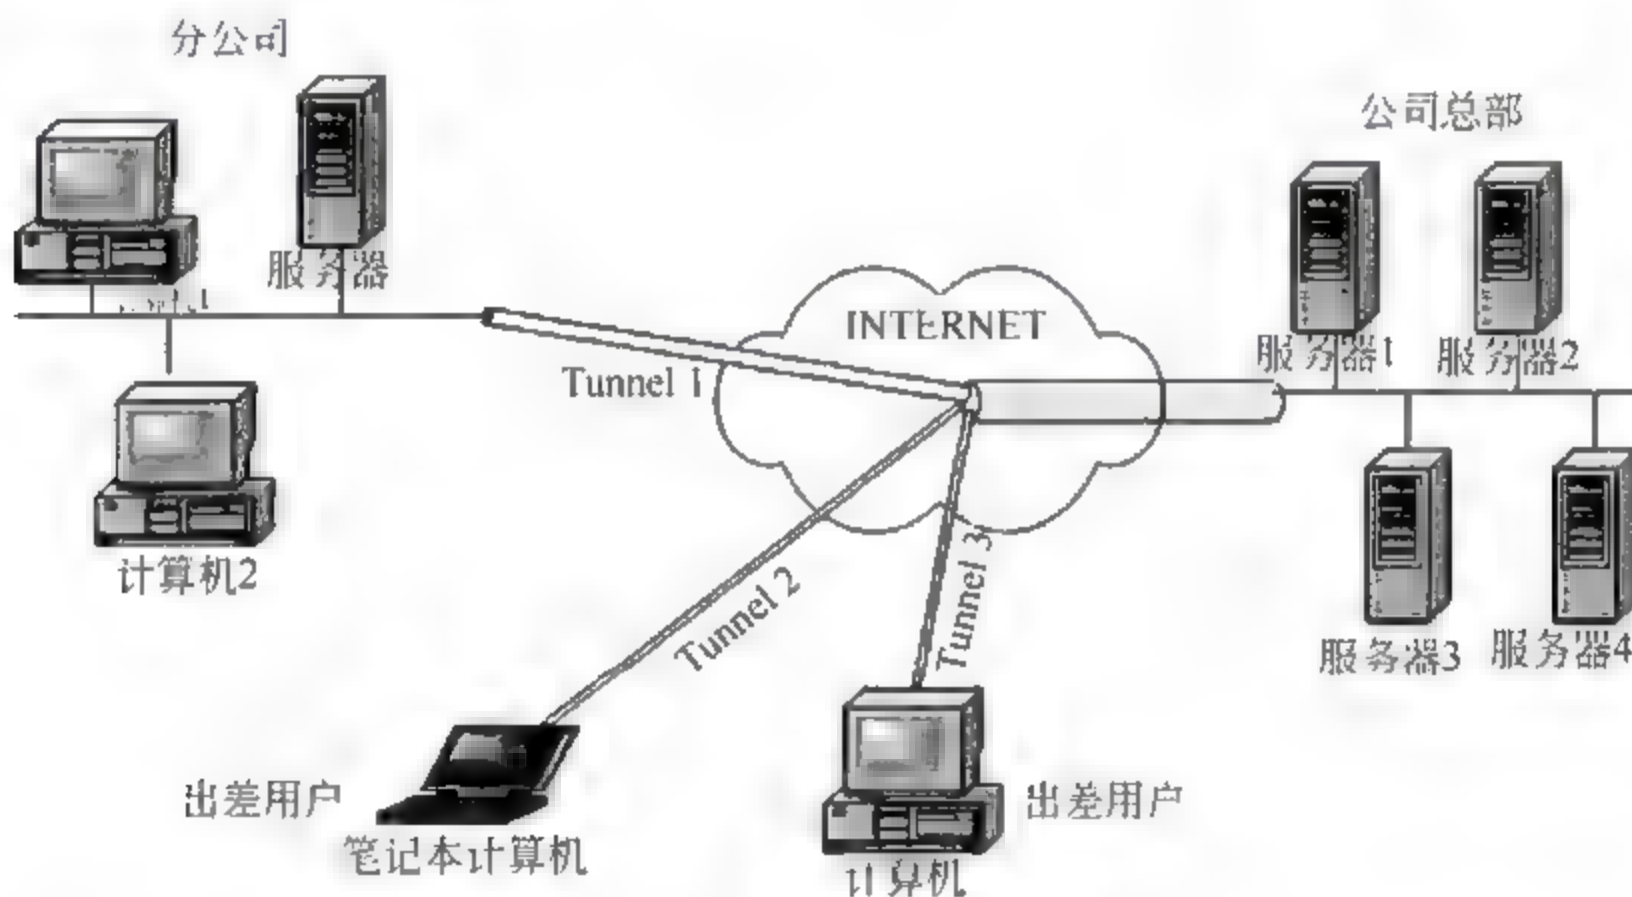 分公司
公司总部
服务器
INTERNET
服务器1
服务器2
Tunnel 1
计算机2
Tunnel 2
Tunnel 3
服务器3
服务器4
出差用户
出差用户
笔记本计算机
计算机